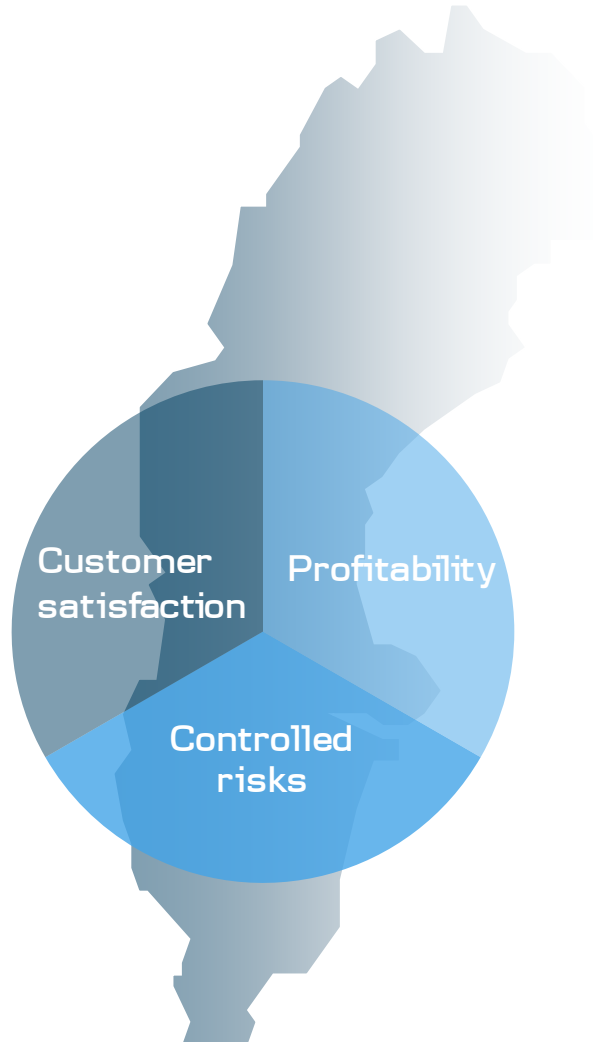 Customer
satisfaction
Profitability
Controlled
risks